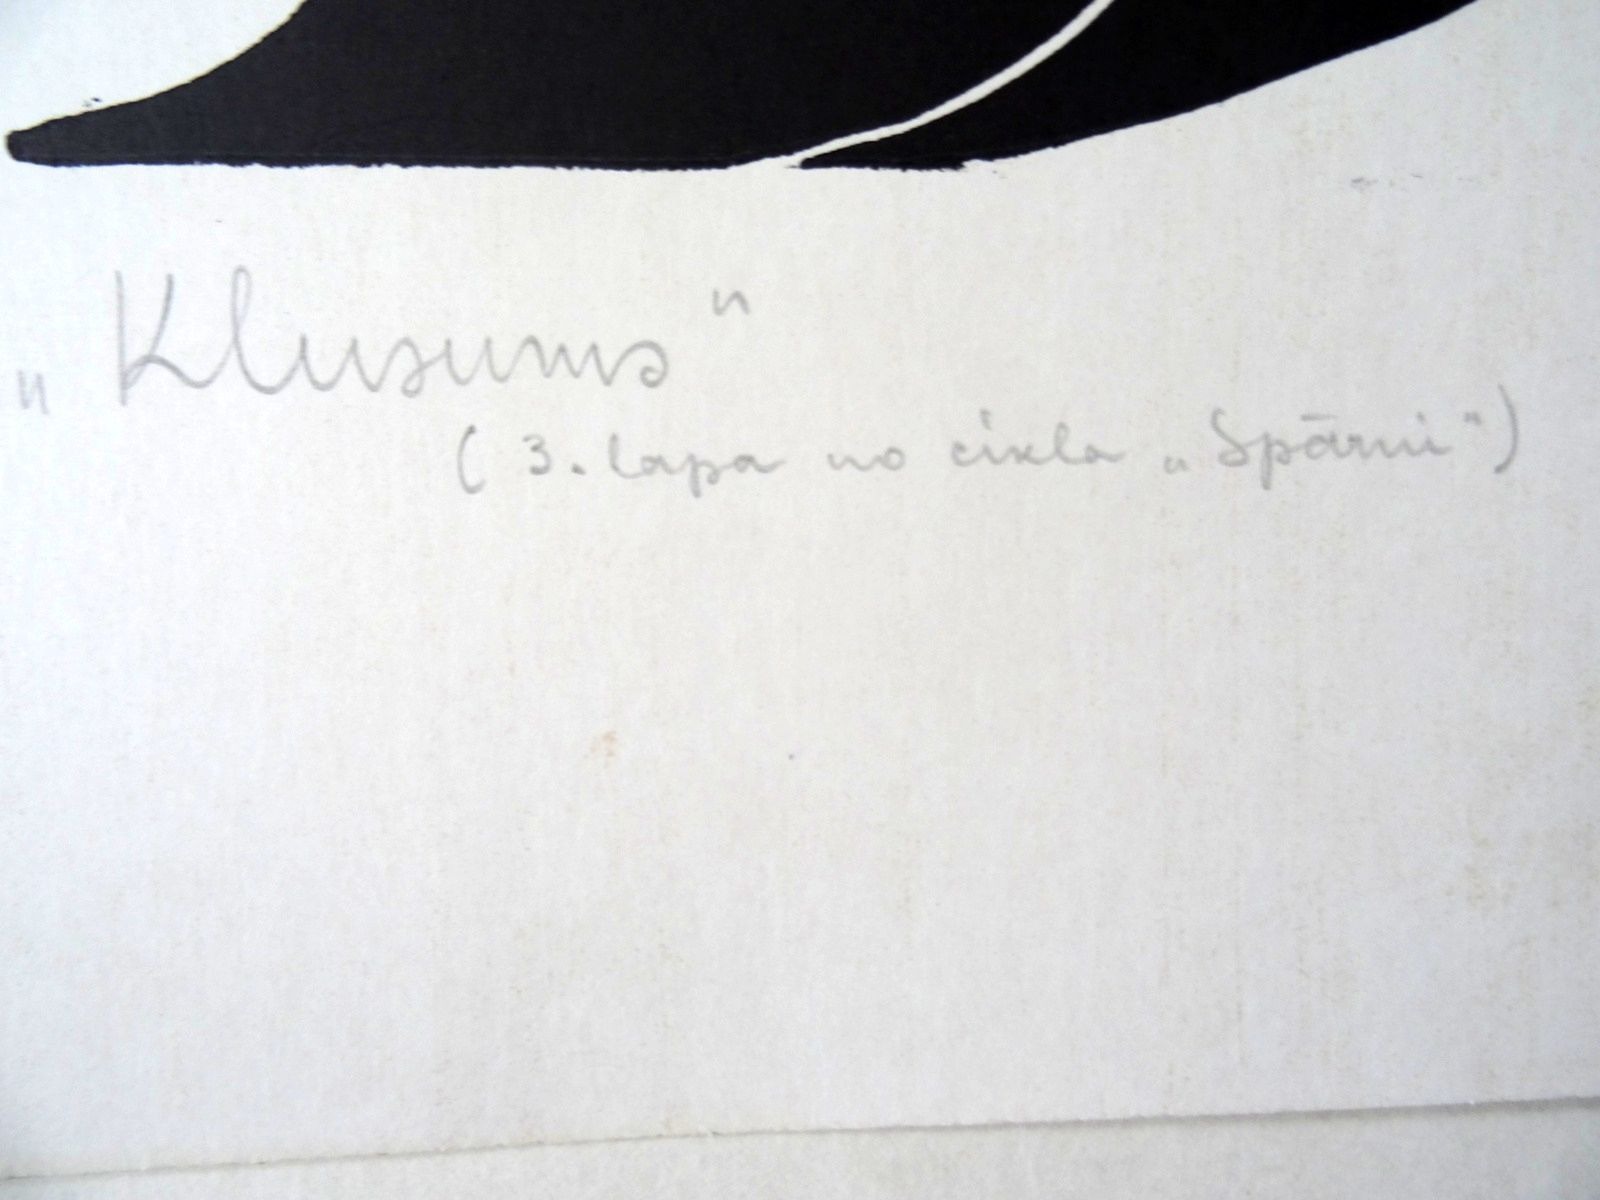 „Klusums"
(3. lapa no cikla „Spārni")